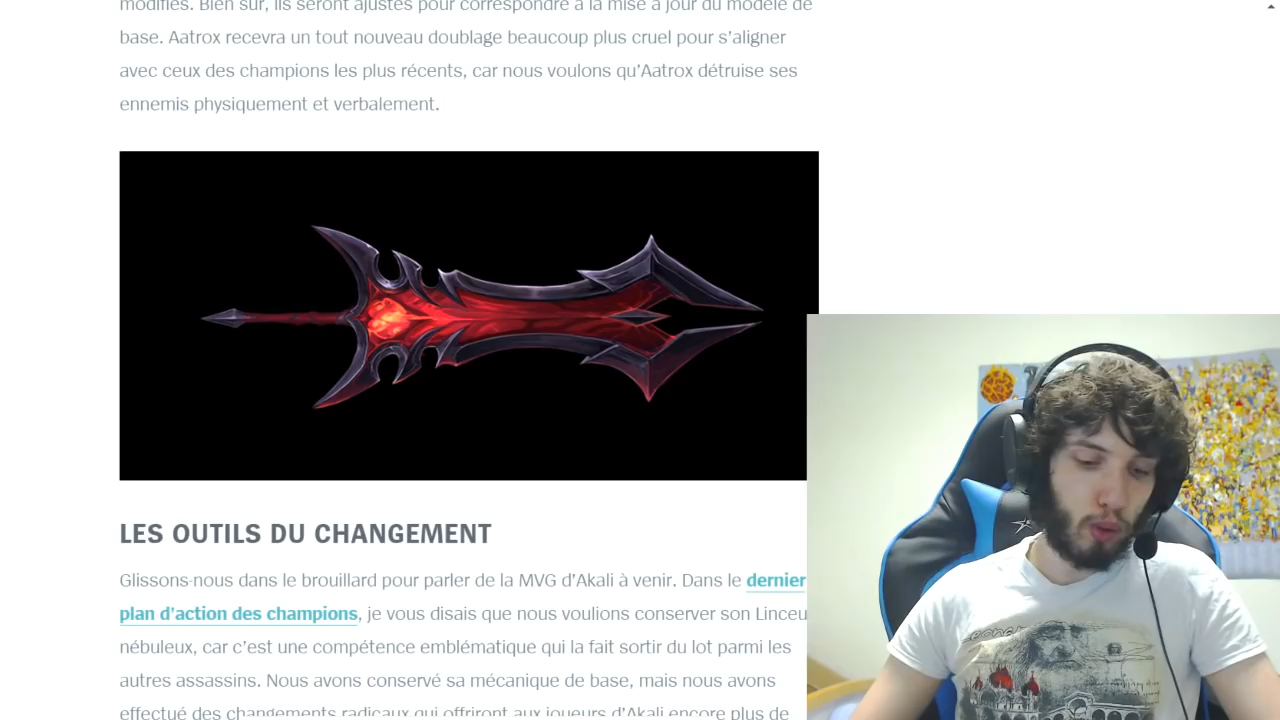 modifiés. Bien sûr, ils seront ajustés pour correspondre à la mise à jour du modèle de
base. Aatrox recevra un tout nouveau doublage beaucoup plus cruel pour s’aligner
avec ceux des champions les plus récents, car nous voulons qu’Aatrox détruise ses
ennemis physiquement et verbalement.
LES OUTILS DU CHANGEMENT
Glissons-nous dans le brouillard pour parler de la MVG d’Akali à venir. Dans le dernier
plan d’action des champions, je vous disais que nous voulions conserver son Linceu
nébuleux, car c’est une compétence emblématique qui la fait sortir du lot parmi les
autres assassins. Nous avons conservé sa mécanique de base, mais nous avons
effectué des changements radicaux qui offriront aux joueurs d’Akali encore plus de